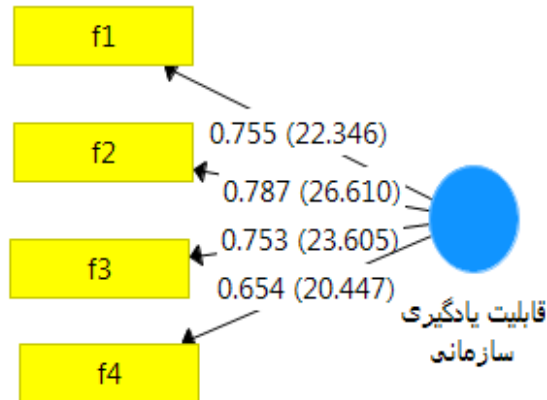 f1
0.755 (22.346)
f2
0.787 (26.610)
f3
0.753 (23.605)
0.654 (20.447)
f4
قابلیت یادگیری
سازمانی